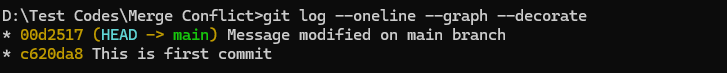 D:\Test Codes\Merge Conflict>git log --oneline --graph --decorate
* 00d2517 (HEAD -> main) Message modified on main branch
* c620da8 This is first commit